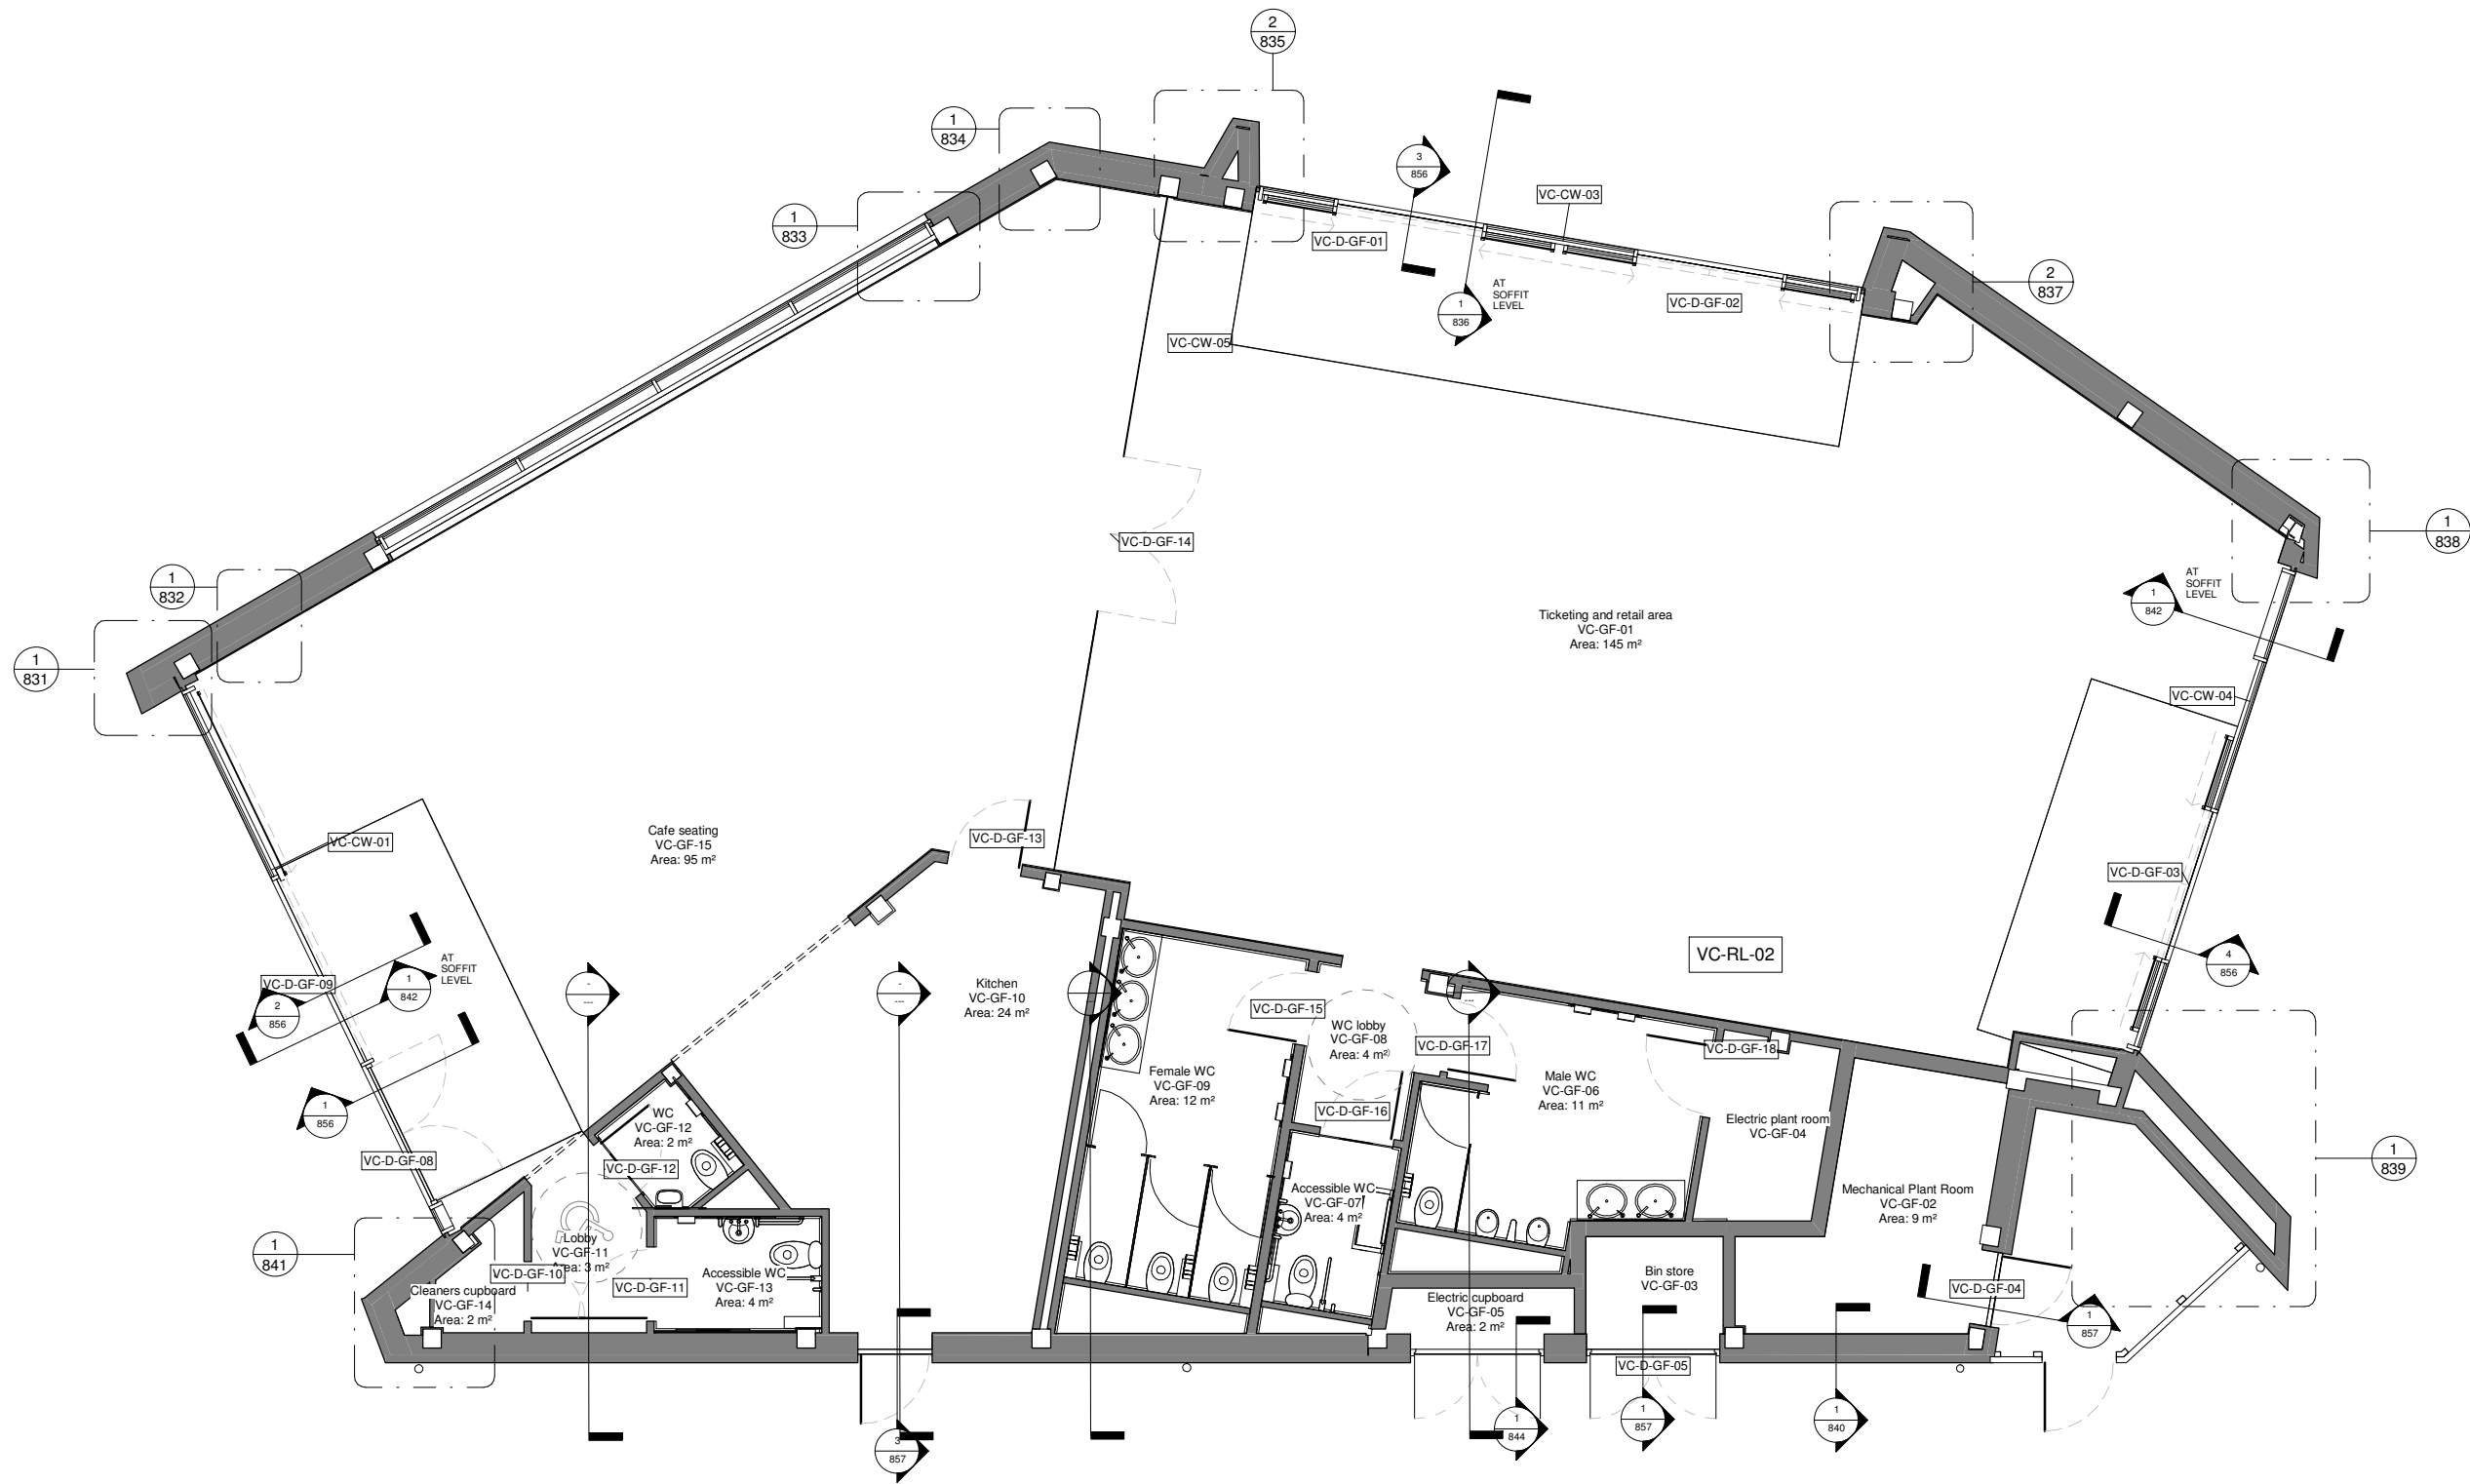 2
835
1
834
3
856
VC-CW-03
1
833
VC-D-GF-01
2
837
AT
SOFFIT
LEVEL
1
836
VC-D-GF-02
VC-CW-05
1
838
VC-D-GF-14
1
832
AT
SOFFIT
LEVEL
1
842
Ticketing and retail area
VC-GF-01
Area: 145 m²
1
831
VC-CW-04
Cafe seating
VC-GF-15
Area: 95 m²
VC-D-GF-13
VC-CW-01
VC-D-GF-03
VC-RL-02
4
856
AT
SOFFIT
LEVEL
VC-D-GF-09
1
842
2
856
-
---
-
---
Kitchen
VC-GF-10
Area: 24 m²
-
---
VC-D-GF-15
WC lobby
VC-GF-08
Area: 4 m²
VC-D-GF-17
VC-D-GF-18
Female WC
VC-GF-09
Area: 12 m²
Male WC
VC-GF-06
Area: 11 m²
1
856
WC
VC-GF-12
Area: 2 m²
VC-D-GF-16
Electric plant room
VC-GF-04
VC-D-GF-08
VC-D-GF-12
1
839
Accessible WC
VC-GF-07
Area: 4 m²
Mechanical Plant Room
VC-GF-02
Area: 9 m²
1
841
Lobby
VC-GF-11
Area: 3 m²
VC-D-GF-10
VC-D-GF-11
Accessible WC
VC-GF-13
Area: 4 m²
Cleaners cupboard
VC-GF-14
Area: 2 m²
Bin store
VC-GF-03
VC-D-GF-04
Electric cupboard
VC-GF-05
Area: 2 m²
1
857
VC-D-GF-05
3
857
1
844
1
857
1
840